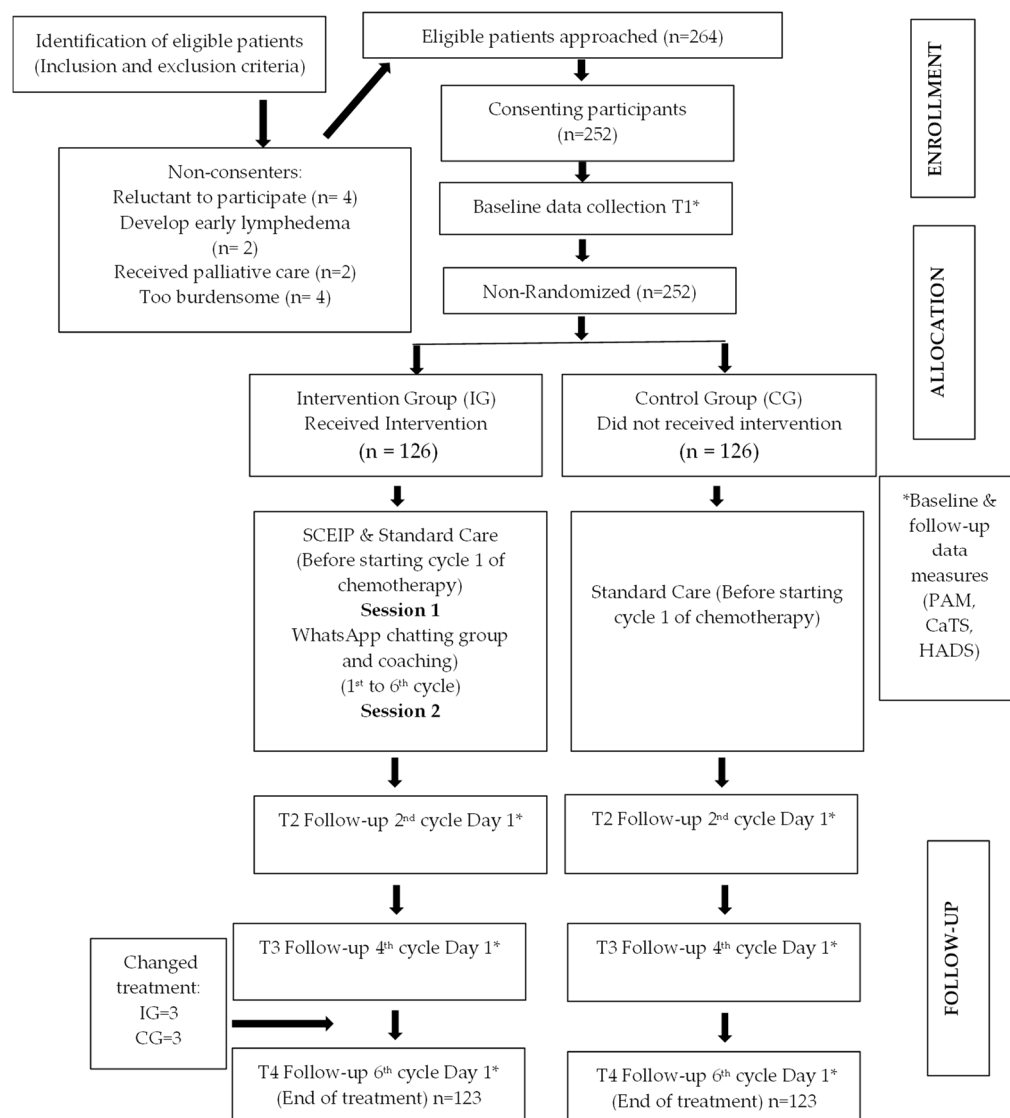 Identification of eligible patients
(Inclusion and exclusion criteria)
Eligible patients approached (n=264)
Consenting participants
(n=252)
Non-consenters:
Reluctant to participate (n= 4)
Develop early lymphedema
(n= 2)
Received palliative care (n=2)
Too burdensome (n= 4)
Baseline data collection T1*
ENROLLMENT
Non-Randomized (n=252)
Intervention Group (IG)
Received Intervention
(n = 126)
Control Group (CG)
Did not received intervention
(n = 126)
ALLOCATION
SCEIP & Standard Care
(Before starting cycle 1 of
chemotherapy)
Session 1
WhatsApp chatting group
and coaching)
(1st to 6th cycle)
Session 2
Standard Care (Before starting
cycle 1 of chemotherapy)
*Baseline &
follow-up
data
measures
(PAM,
CaTS,
HADS)
T2 Follow-up 2nd cycle Day 1*
T2 Follow-up 2nd cycle Day 1*
T3 Follow-up 4th cycle Day 1*
T3 Follow-up 4th cycle Day 1*
Changed
treatment:
IG=3
CG=3
T4 Follow-up 6th cycle Day 1*
(End of treatment) n=123
T4 Follow-up 6th cycle Day 1*
(End of treatment) n=123
FOLLOW-UP